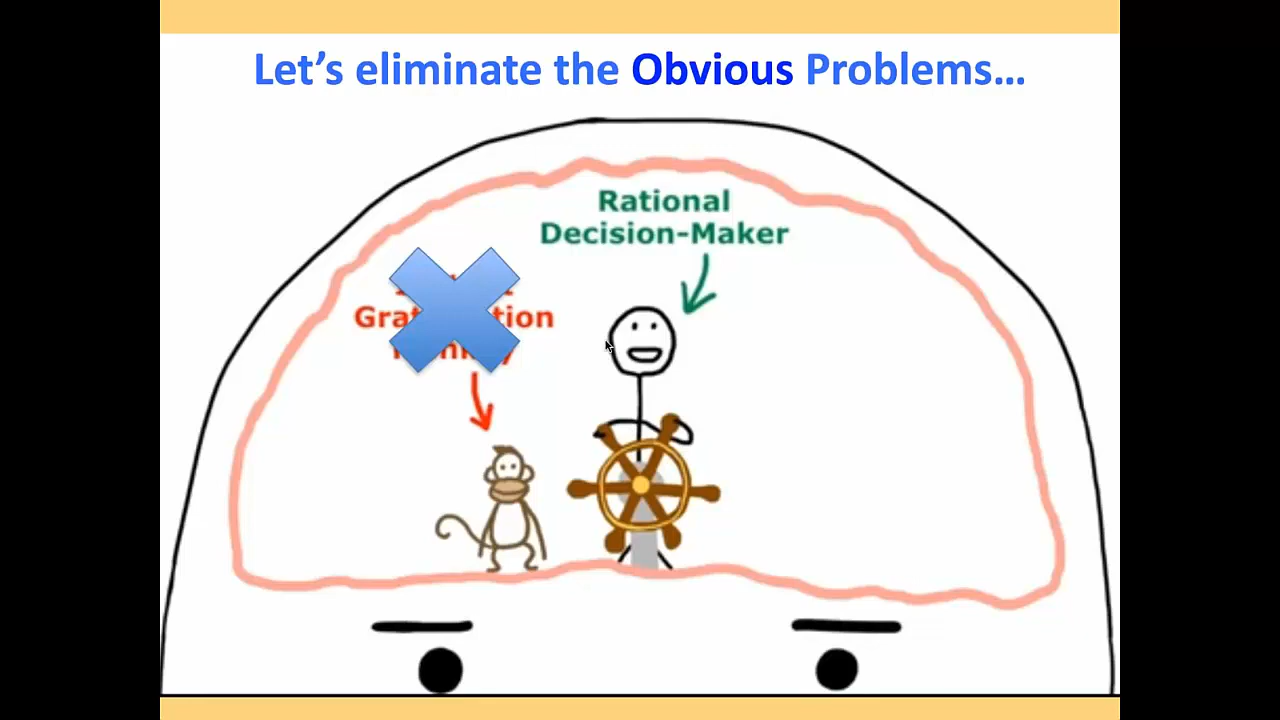 Let's eliminate the Obvious Problems...
Rational
Decision-Maker